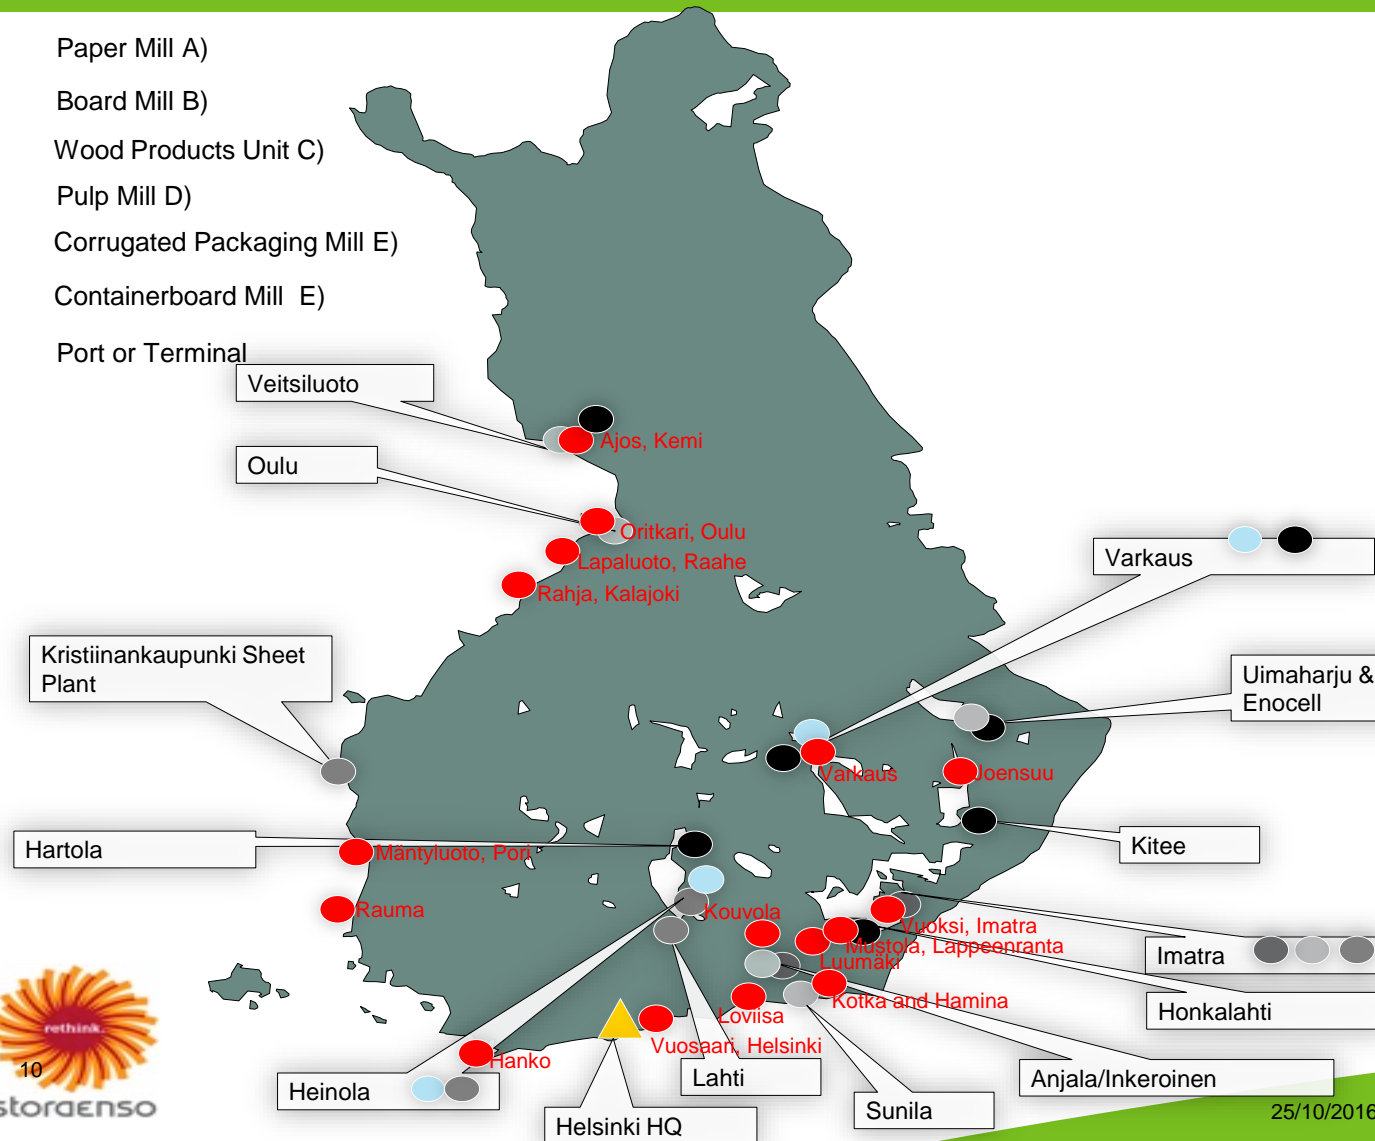 Paper Mill A)
Board Mill B)
Wood Products Unit C)
Pulp Mill D)
Corrugated Packaging Mill E)
Containerboard Mill  E)
Port or Terminal
Veitsiluoto
Ajos, Kemi
Oulu
Oritkari, Oulu
Lapaluoto, Raahe
Rahja, Kalajoki
Varkaus
Kristiinankaupunki Sheet
Plant
Uimaharju &
Enocell
Varkaus
Joensuu
Hartola
Mäntyluoto, Pori
Kitee
Rauma
Kouvola
Vuoksi, Imatra
Mustola, Lappeenranta
Luumäki
Imatra
Kotka and Hamina
Honkalahti
Loviisa
Vuosaari, Helsinki
Hanko
Lahti
Anjala/Inkeroinen
Heinola
Sunila
Helsinki HQ
rethink.
10
storaenso
25/10/2016